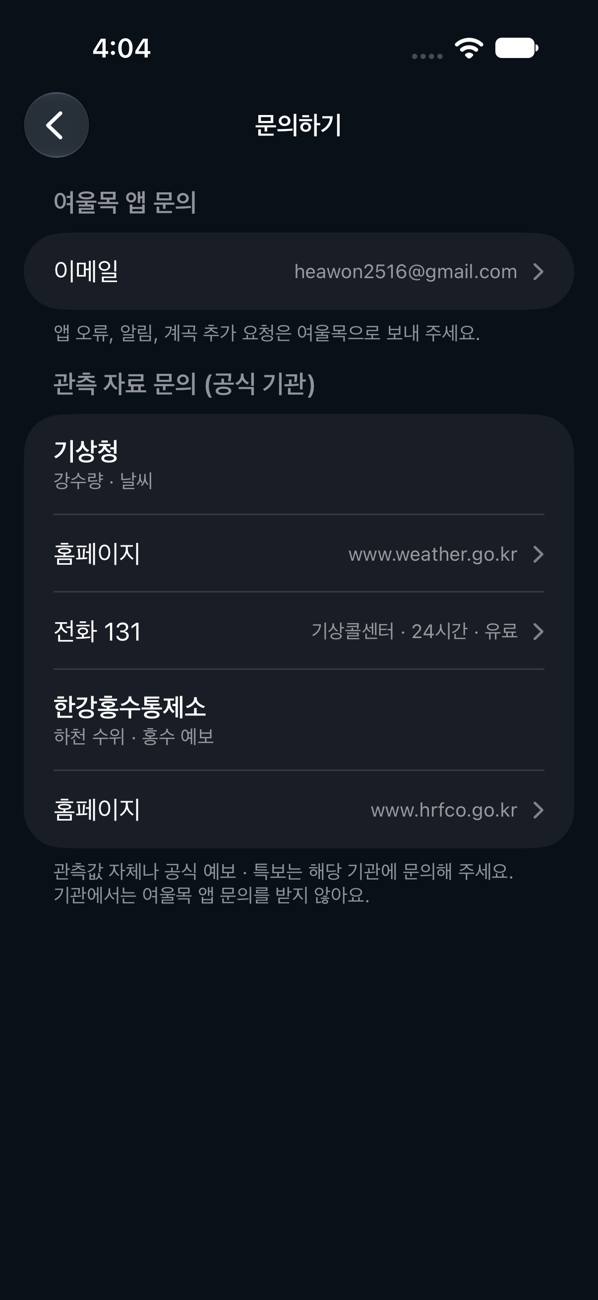 4:04
문의하기
여울목 앱 문의
이메일 heawon2516@gmail.com
앱 오류, 알림, 계곡 추가 요청은 여울목으로 보내 주세요.
관측 자료 문의 (공식 기관)
기상청
강수량 · 날씨
홈페이지 www.weather.go.kr
전화 131 기상콜센터 · 24시간 · 유료
한강홍수통제소
하천 수위 · 홍수 예보
홈페이지 www.hrfco.go.kr
관측값 자체나 공식 예보 · 특보는 해당 기관에 문의해 주세요.
기관에서는 여울목 앱 문의를 받지 않아요.